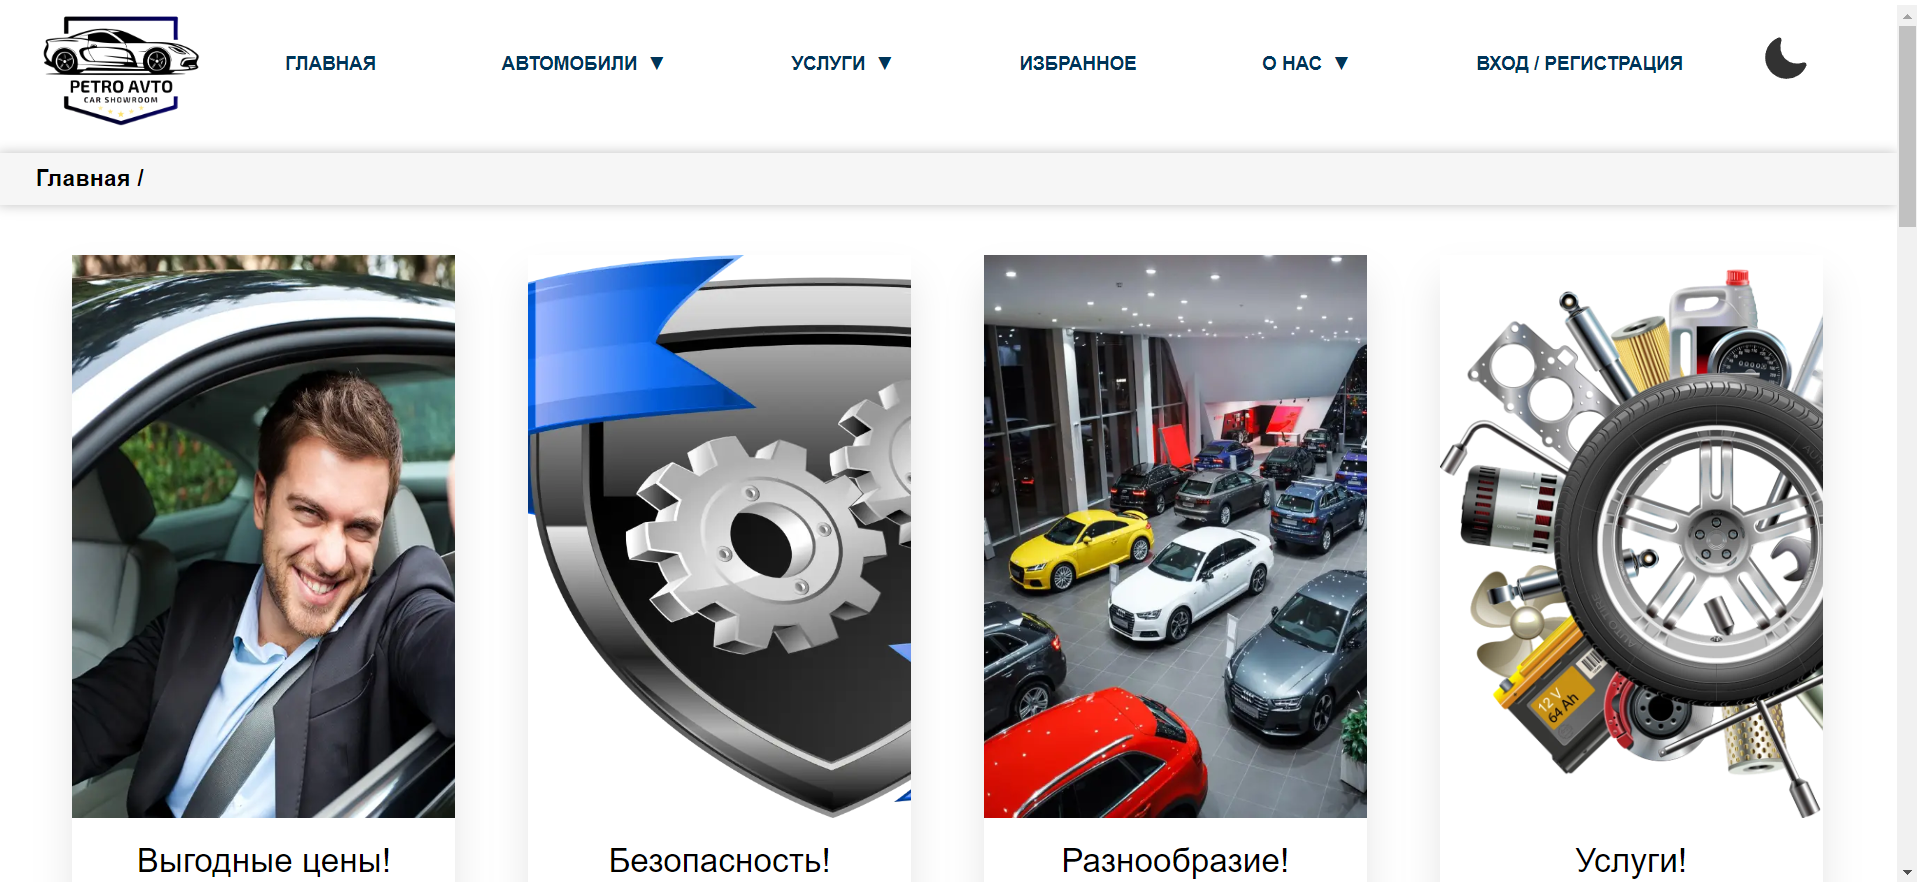 PETRO AVTO
CAR SHOWROOM
ГЛАВНАЯ
АВТОМОБИЛИ ▼
УСЛУГИ ▼
ИЗБРАННОЕ
О НАС ▼
ВХОД / РЕГИСТРАЦИЯ
Главная /
12 V
64 Ah
Выгодные цены!
Безопасность!
Разнообразие!
Услуги!